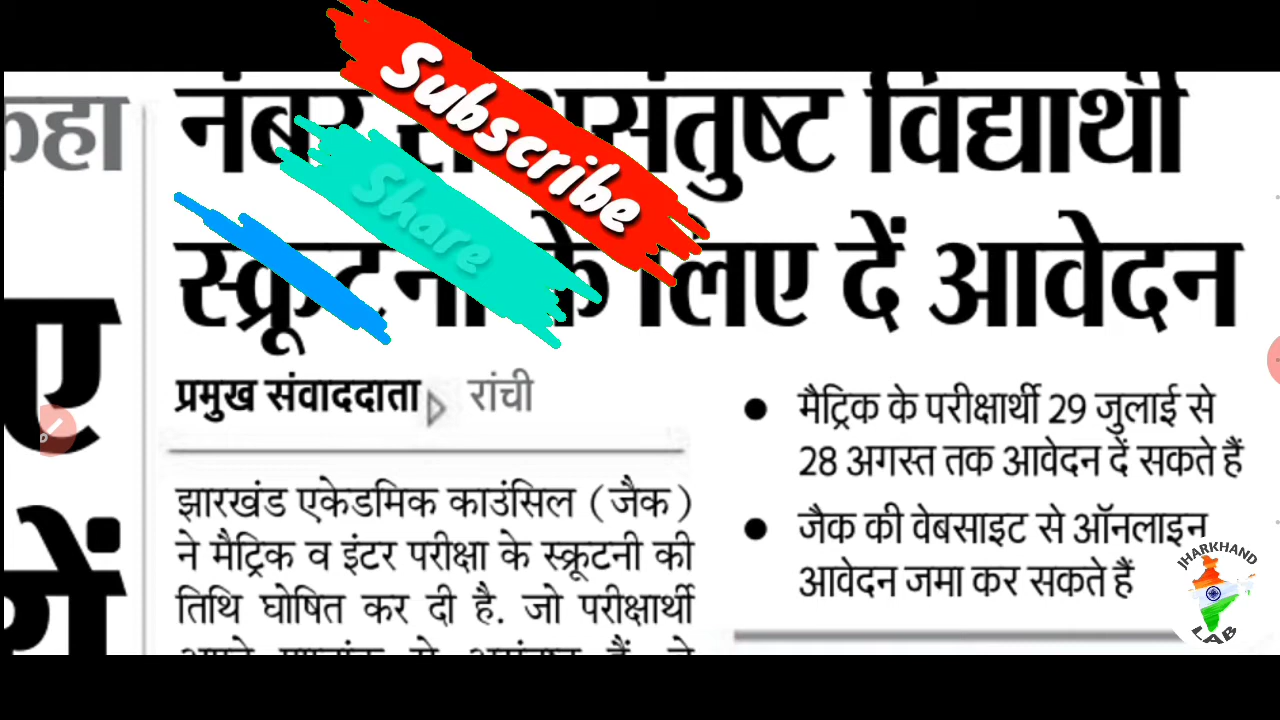 कहा
नंबर से असंतुष्ट विद्यार्थी
स्क्रूटनी के लिए दें आवेदन
Subscribe
Share
प्रमुख संवाददाता रांची
झारखंड एकेडमिक काउंसिल (जैक)
ने मैट्रिक व इंटर परीक्षा के स्क्रूटनी की
तिथि घोषित कर दी है. जो परीक्षार्थी
● मैट्रिक के परीक्षार्थी 29 जुलाई से
28 अगस्त तक आवेदन दें सकते हैं
● जैक की वेबसाइट से ऑनलाइन
आवेदन जमा कर सकते हैं
ए
में
JHARKHAND
LAB